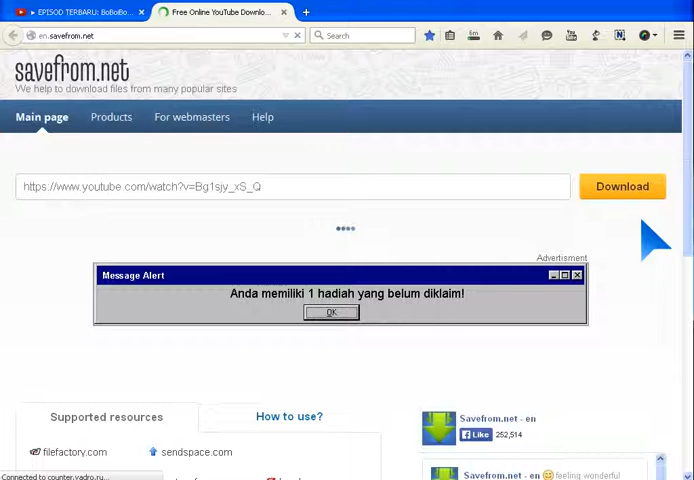 ► EPISOD TERBARU: BoBoiBo...
Free Online YouTube Downlo...
en.savefrom.net
Search
savefrom.net
We help to download files from many popular sites
Main page
Products
For webmasters
Help
https://www.youtube.com/watch?v=Bg1sjy_xS_Q
Download
Advertisment
Message Alert
Anda memiliki 1 hadiah yang belum diklaim!
OK
Supported resources
How to use?
filefactory.com
sendspace.com
Savefrom.net - en
Like
252,514
Savefrom.net - en
feeling wonderful
Connected to counter.yadro.ru...